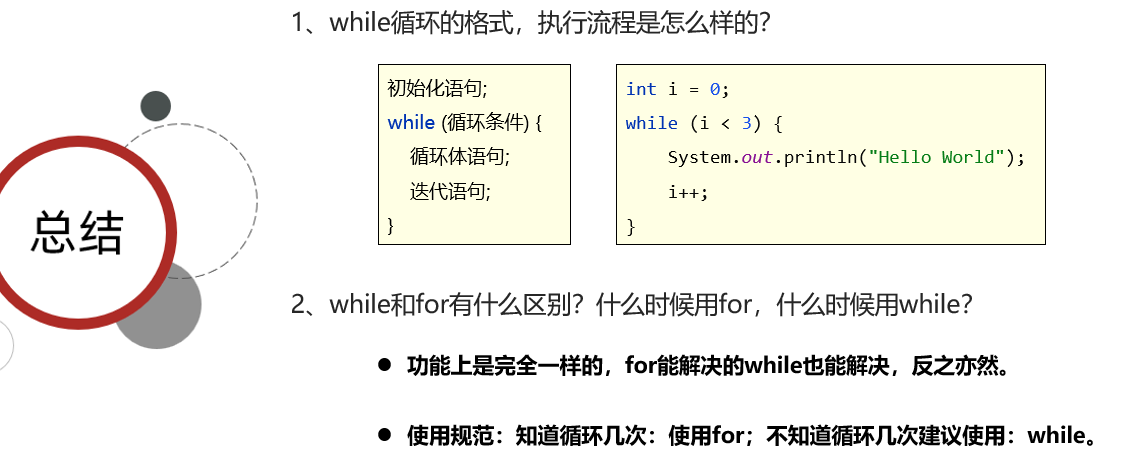 总结
1、while循环的格式，执行流程是怎么样的？
初始化语句;
while (循环条件) {
循环体语句;
迭代语句;
}
int i = 0;
while (i < 3) {
System.out.println("Hello World");
i++;
}
2、while和for有什么区别？什么时候用for，什么时候用while？
● 功能上是完全一样的，for能解决的while也能解决，反之亦然。
● 使用规范：知道循环几次：使用for；不知道循环几次建议使用：while。